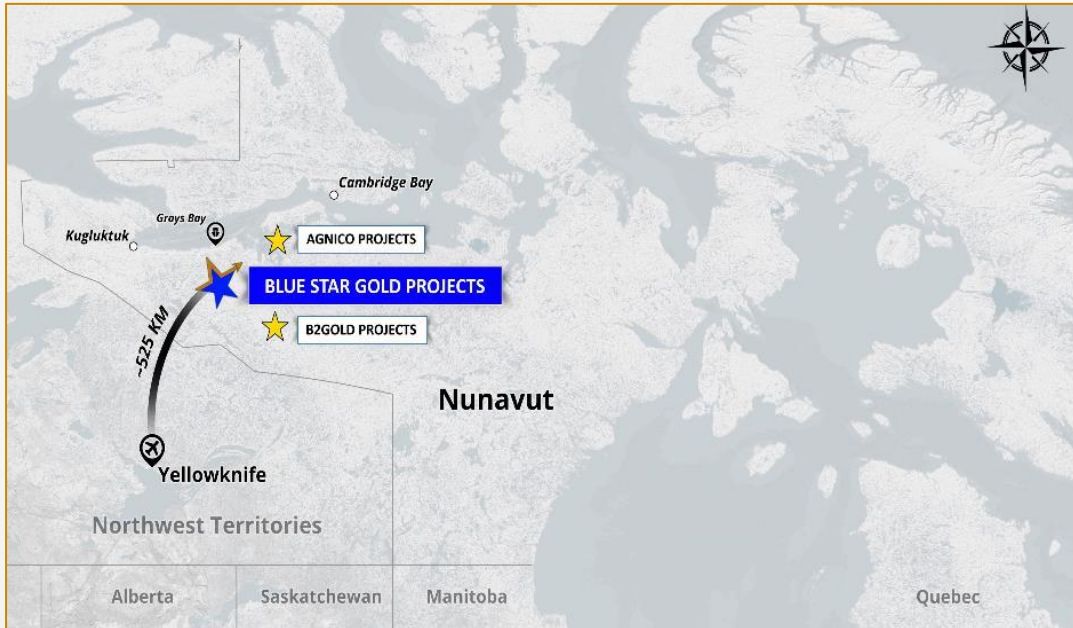 Cambridge Bay
Grays Bay
Kugluktuk
AGNICO PROJECTS
BLUE STAR GOLD PROJECTS
B2GOLD PROJECTS
~525 KM
Nunavut
Yellowknife
Northwest Territories
Alberta
Saskatchewan
Manitoba
Quebec